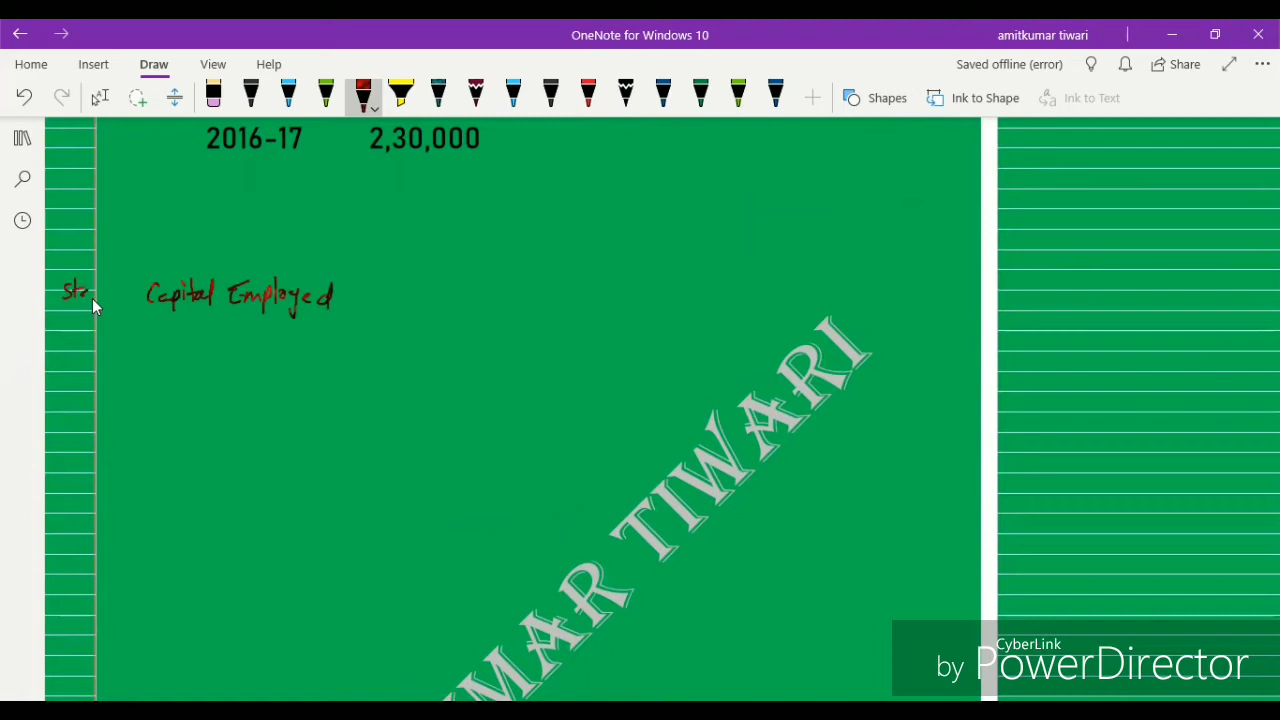 OneNote for Windows 10
amitkumar tiwari
Home Insert Draw View Help
Saved offline (error)
Share
Shapes
Ink to Shape
Ink to Text
2016-17 2,30,000
Ste Capital Employed
MAR TIWARI
CyberLink
by PowerDirector